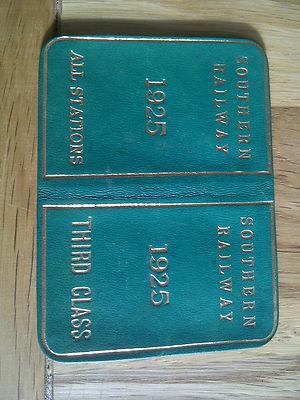 SOUTHERN
RAILWAY
1925
ALL STATIONS
SOUTHERN
RAILWAY
1925
THIRD CLASS